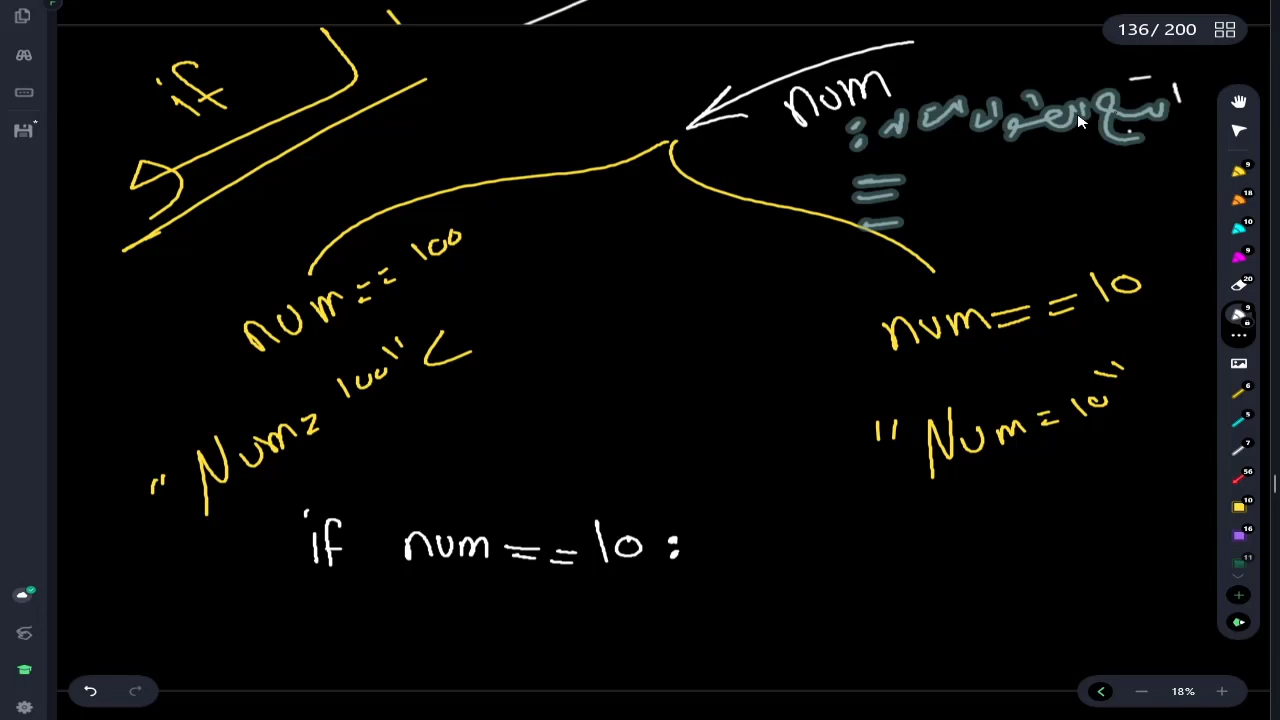 136/ 200
if
num
num== 100
num== 10
"Num= 100"
"Num=10"
if num==10:
18%